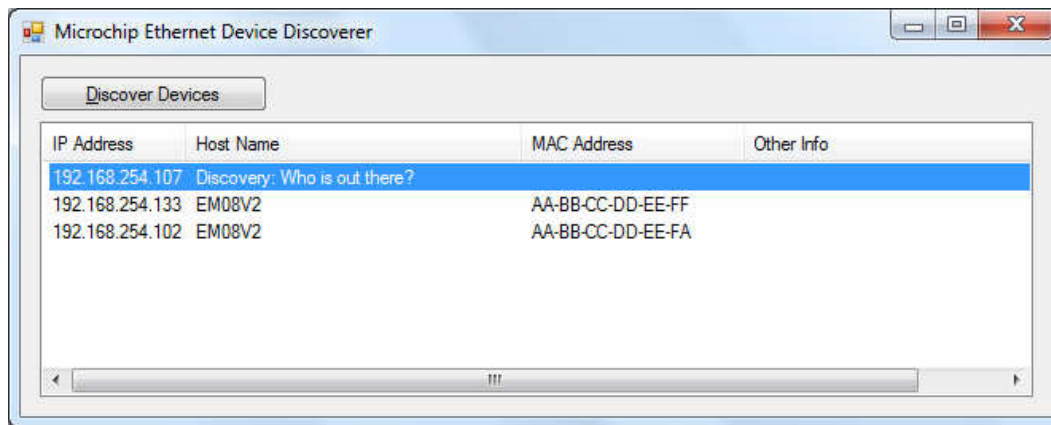 Microchip Ethernet Device Discoverer
Discover Devices
IP Address Host Name MAC Address Other Info
192.168.254.107 Discovery: Who is out there?
192.168.254.133 EM08V2 AA-BB-CC-DD-EE-FF
192.168.254.102 EM08V2 AA-BB-CC-DD-EE-FA